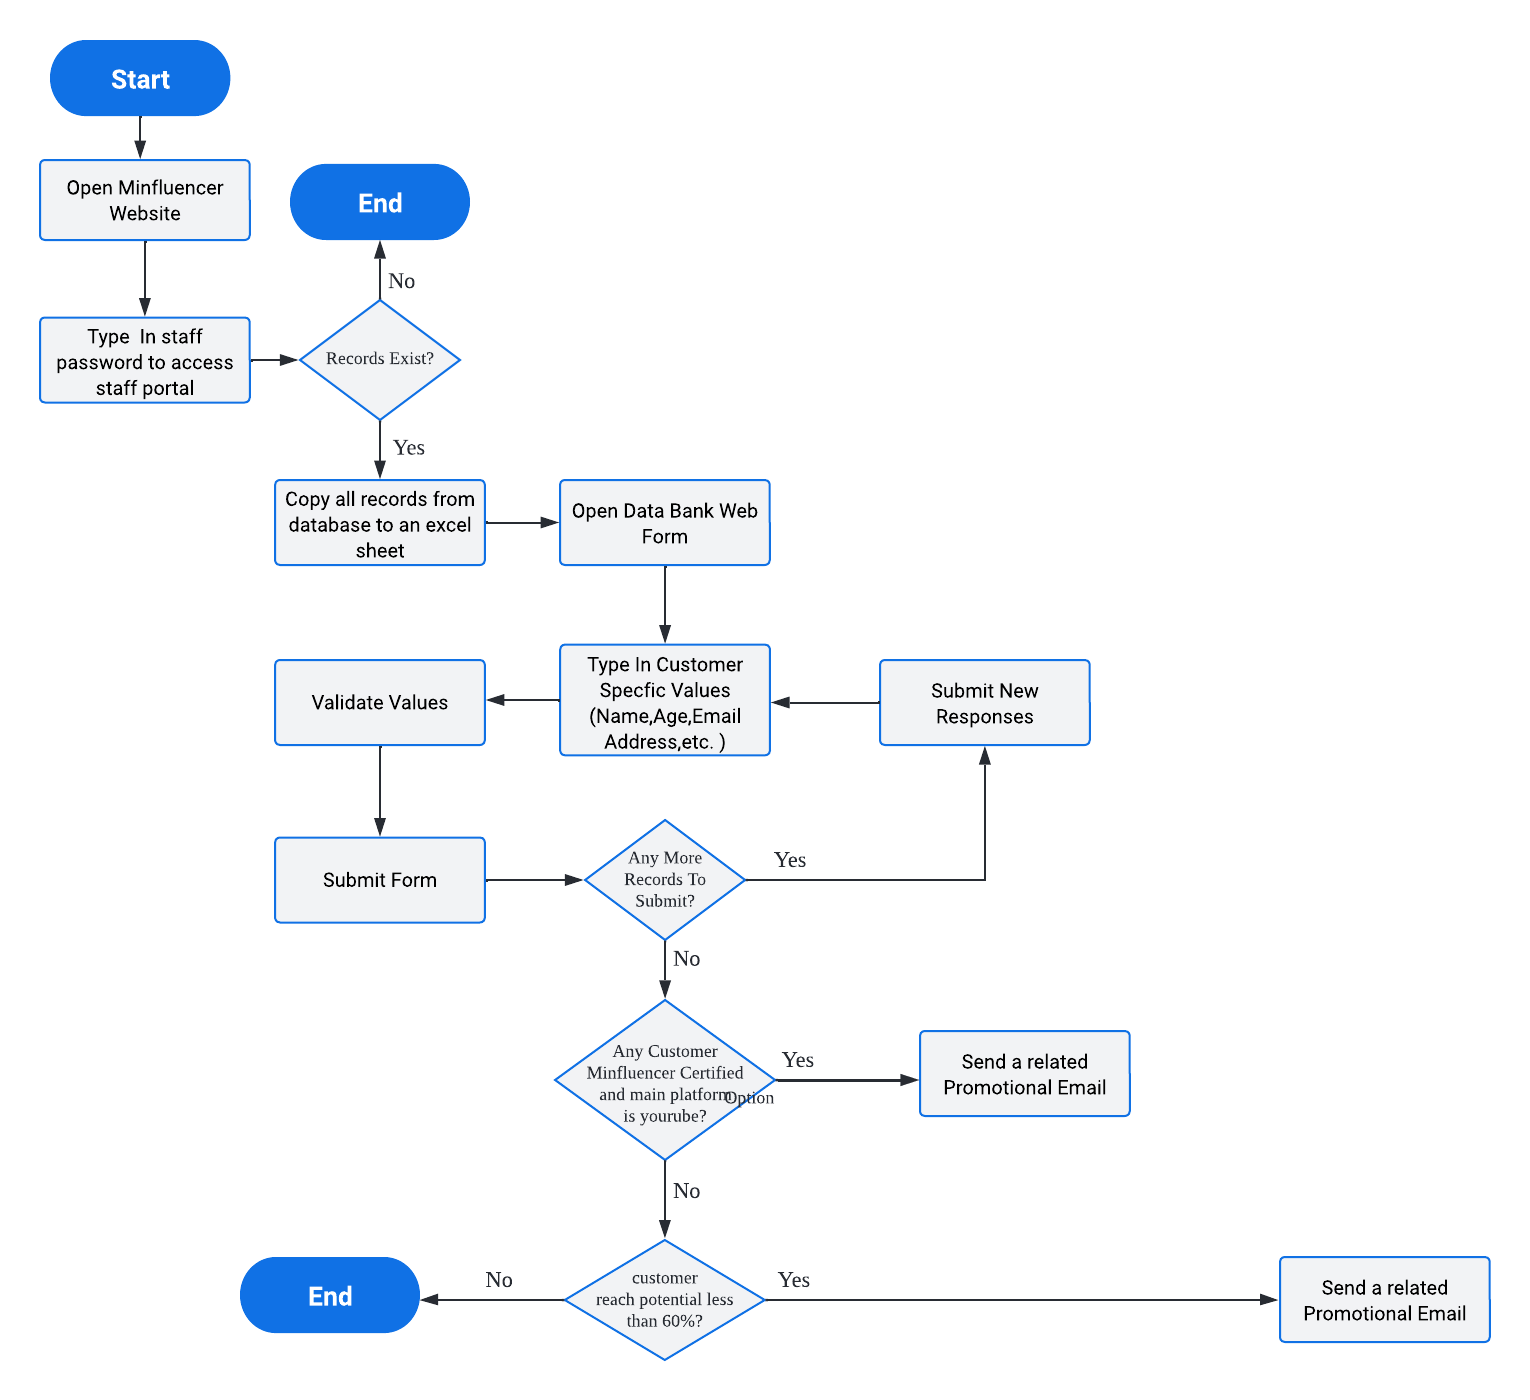 Start
Open Minfluencer
Website
End
No
Type  In staff
password to access
staff portal
Records Exist?
Yes
Copy all records from
database to an excel
sheet
Open Data Bank Web
Form
Type In Customer
Specfic Values
(Name,Age,Email
Address,etc. )
Validate Values
Submit New
Responses
Submit Form
Any More
Records To
Submit?
Yes
No
Any Customer
Minfluencer Certified
and main platform
is yourube?
Option
Yes
Send a related
Promotional Email
No
customer
reach potential less
than 60%?
No
End
Yes
Send a related
Promotional Email